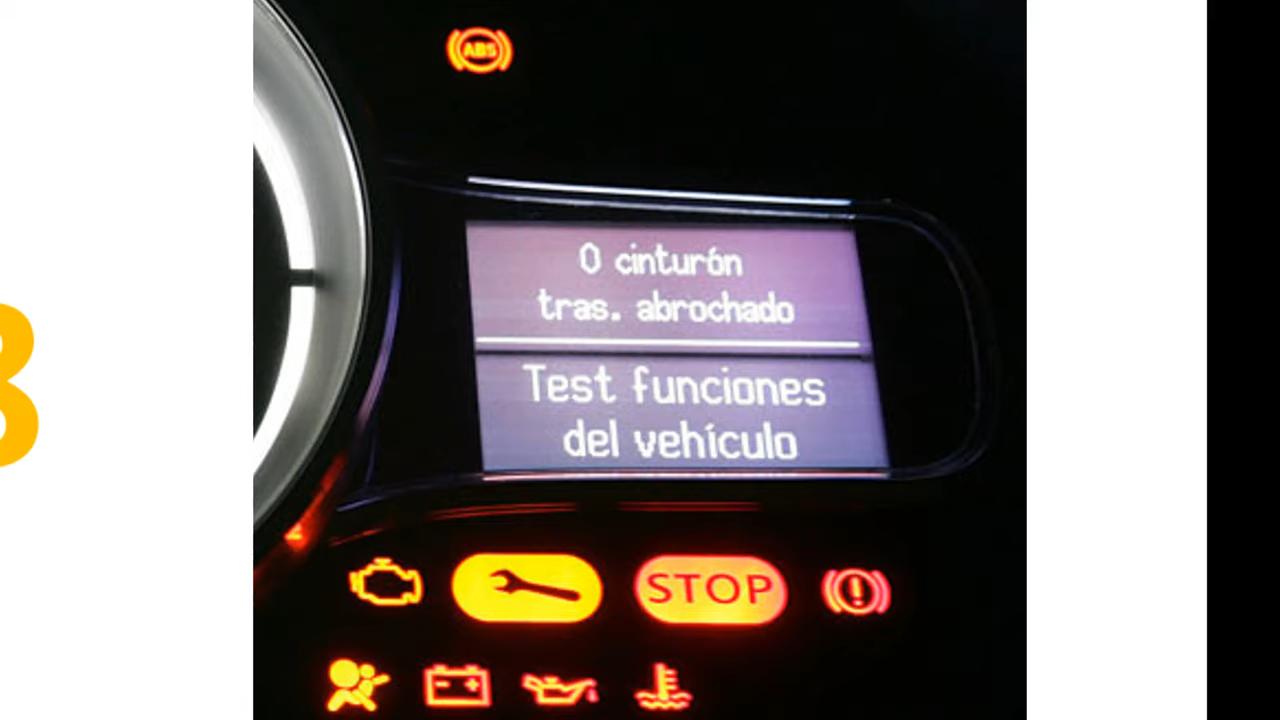 ABS
0 cinturón
tras. abrochado
Test funciones
del vehículo
STOP